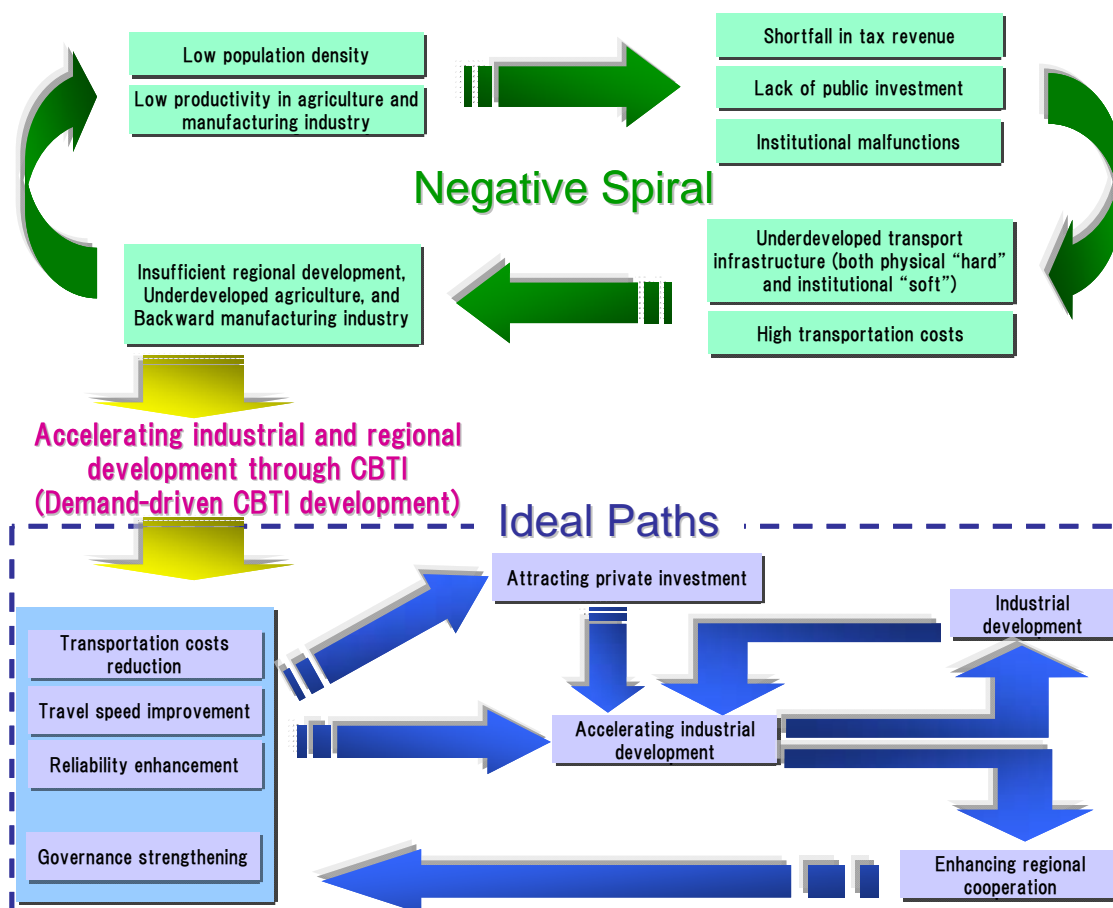 Low population density
Low productivity in agriculture and
manufacturing industry
Shortfall in tax revenue
Lack of public investment
Institutional malfunctions
Negative Spiral
Insufficient regional development,
Underdeveloped agriculture, and
Backward manufacturing industry
Underdeveloped transport
infrastructure (both physical “hard”
and institutional “soft”)
High transportation costs
Accelerating industrial and regional
development through CBTI
(Demand-driven CBTI development)
Ideal Paths
Attracting private investment
Industrial
development
Transportation costs
reduction
Travel speed improvement
Reliability enhancement
Governance strengthening
Accelerating industrial
development
Enhancing regional
cooperation